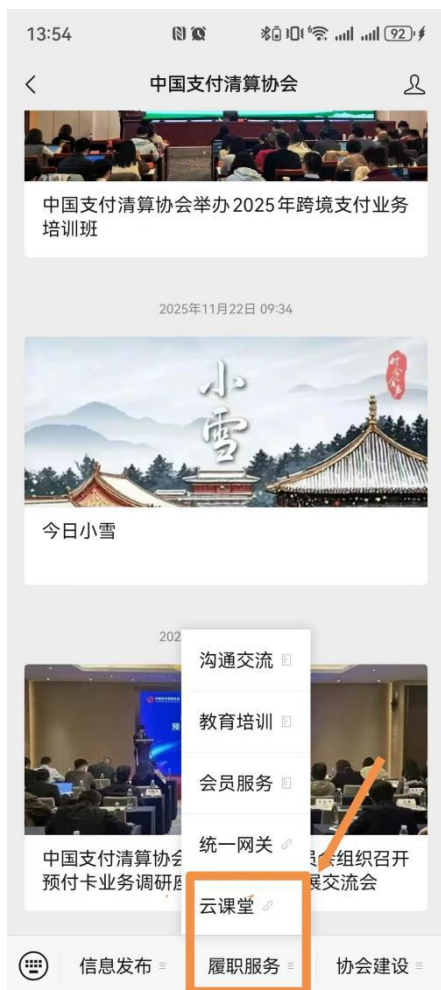 13:54
92
中国支付清算协会
中国支付清算协会举办2025年跨境支付业务
培训班
2025年11月22日 09:34
小雪
今日小雪
202
沟通交流
教育培训
会员服务
统一网关
云课堂
中国支付清算协会
组织召开
预付卡业务调研
展交流会
信息发布
履职服务
协会建设